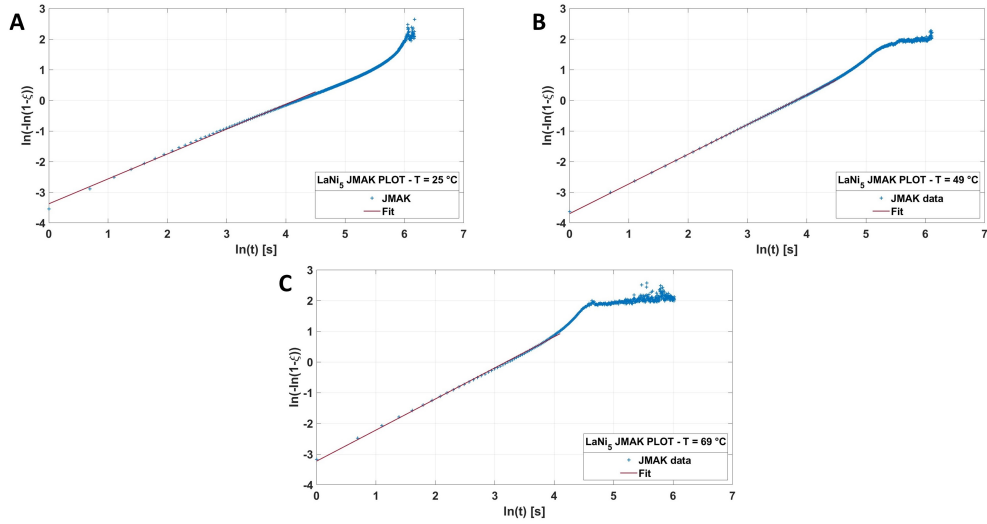 A
ln(-ln(1-ξ))
3
2
1
0
-1
-2
-3
-4
0 1 2 3 4 5 6 7
ln(t) [s]
LaNi5 JMAK PLOT - T = 25 °C
JMAK
Fit
B
ln(-ln(1-ξ))
3
2
1
0
-1
-2
-3
-4
0 1 2 3 4 5 6 7
ln(t) [s]
LaNi5 JMAK PLOT - T = 49 °C
JMAK data
Fit
C
ln(-ln(1-ξ))
3
2
1
0
-1
-2
-3
-4
-5
0 1 2 3 4 5 6 7
ln(t) [s]
LaNi5 JMAK PLOT - T = 69 °C
JMAK data
Fit